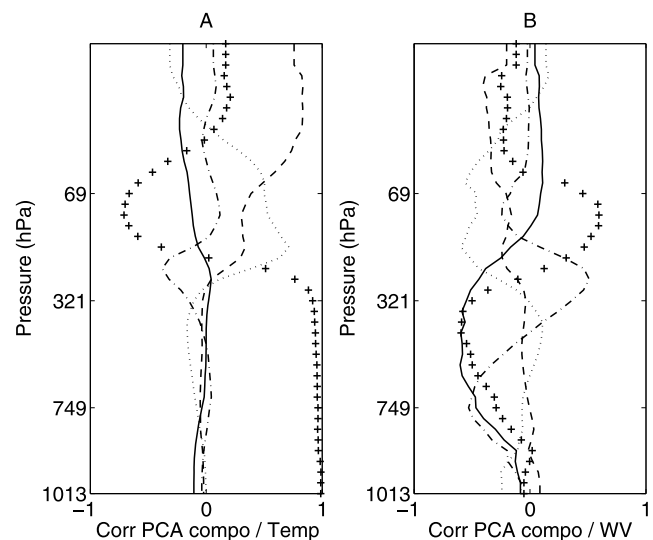 A
B
Pressure (hPa)
69
321
749
1013
−1
0
1
Corr PCA compo / Temp
Pressure (hPa)
69
321
749
1013
−1
0
1
Corr PCA compo / WV